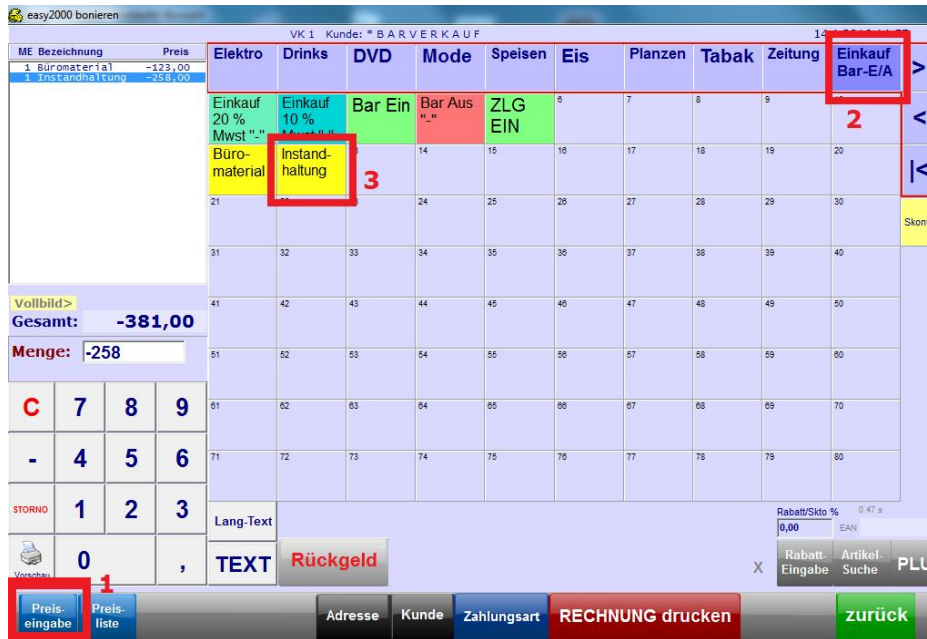 easy2000 bonieren
VK 1 Kunde: * B A R V E R K A U F
ME Bezeichnung Preis
1 Büromaterial -123,00
1 Instandhaltung -258,00
Elektro Drinks DVD Mode Speisen Eis Planzen Tabak Zeitung Einkauf Bar-E/A >
Einkauf 20 % Mwst "-"
Einkauf 10 %
Bar Ein
Bar Aus "-"
ZLG EIN
6 7 8 9
2
<
Büro-material
Instand-haltung
3
14 15 16 17 18 19 20
|<
21 24 25 26 27 28 29 30
Skon
31 32 33 34 35 36 37 38 39 40
Vollbild>
41 42 43 44 45 46 47 48 49 50
Gesamt: -381,00
Menge: -258
51 52 53 54 55 56 57 58 59 60
C 7 8 9
61 62 63 64 65 66 67 68 69 70
- 4 5 6
71 72 73 74 75 76 77 78 79 80
STORNO 1 2 3
Lang-Text
Rabatt/Skto % 0.47 s
0,00 EAN
Vorschau 0 ,
TEXT
Rückgeld
X
Rabatt-Eingabe
Artikel-Suche
PLU
1
Preis-eingabe
Preis-liste
Adresse
Kunde
Zahlungsart
RECHNUNG drucken
zurück